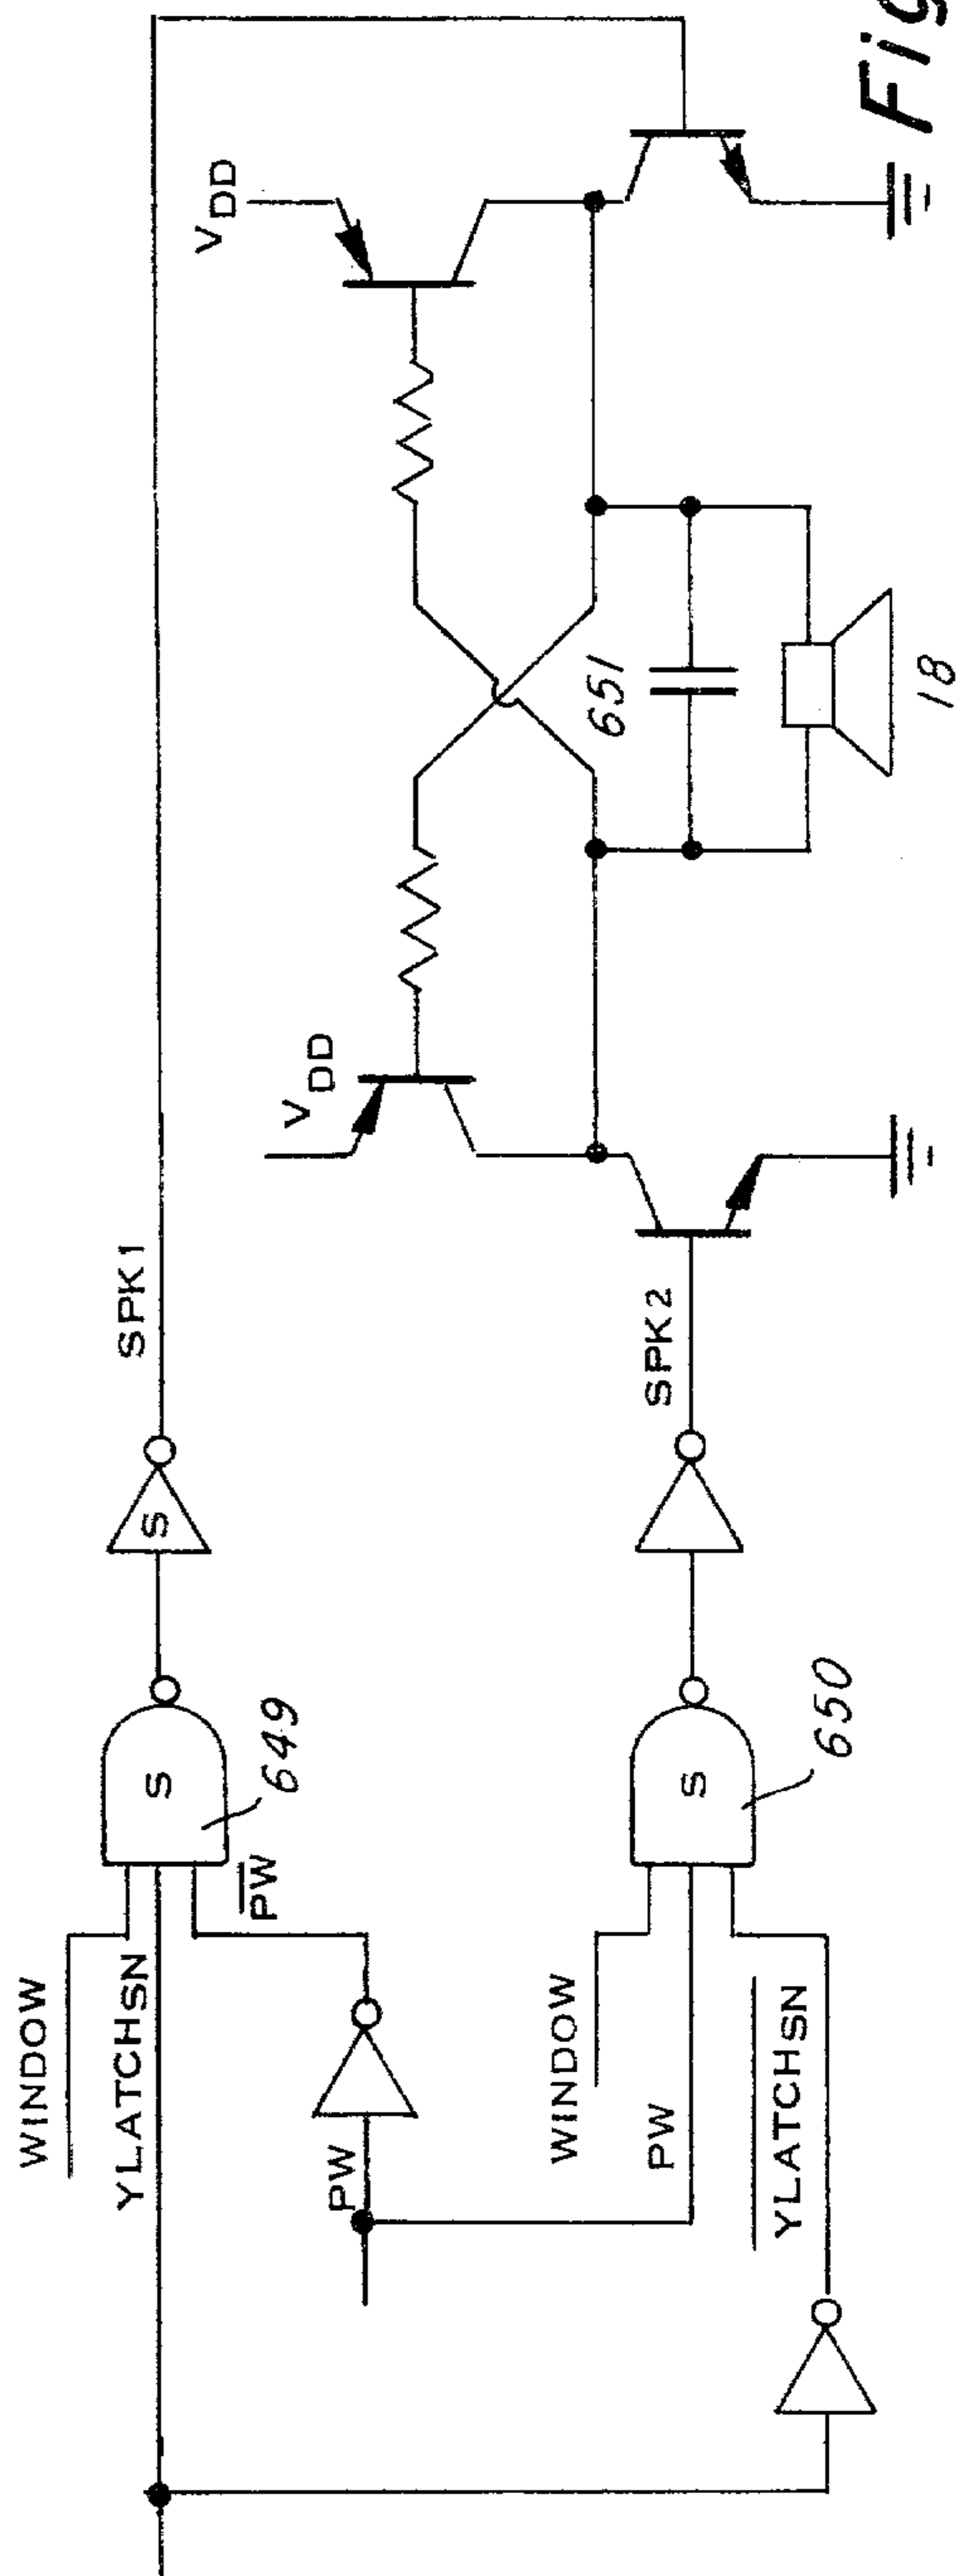 WINDOW
YLATCHSN
PW
PW
649
S
S
SPK1
WINDOW
PW
YLATCHSN
650
S
SPK2
VDD
VDD
651
18
Fig